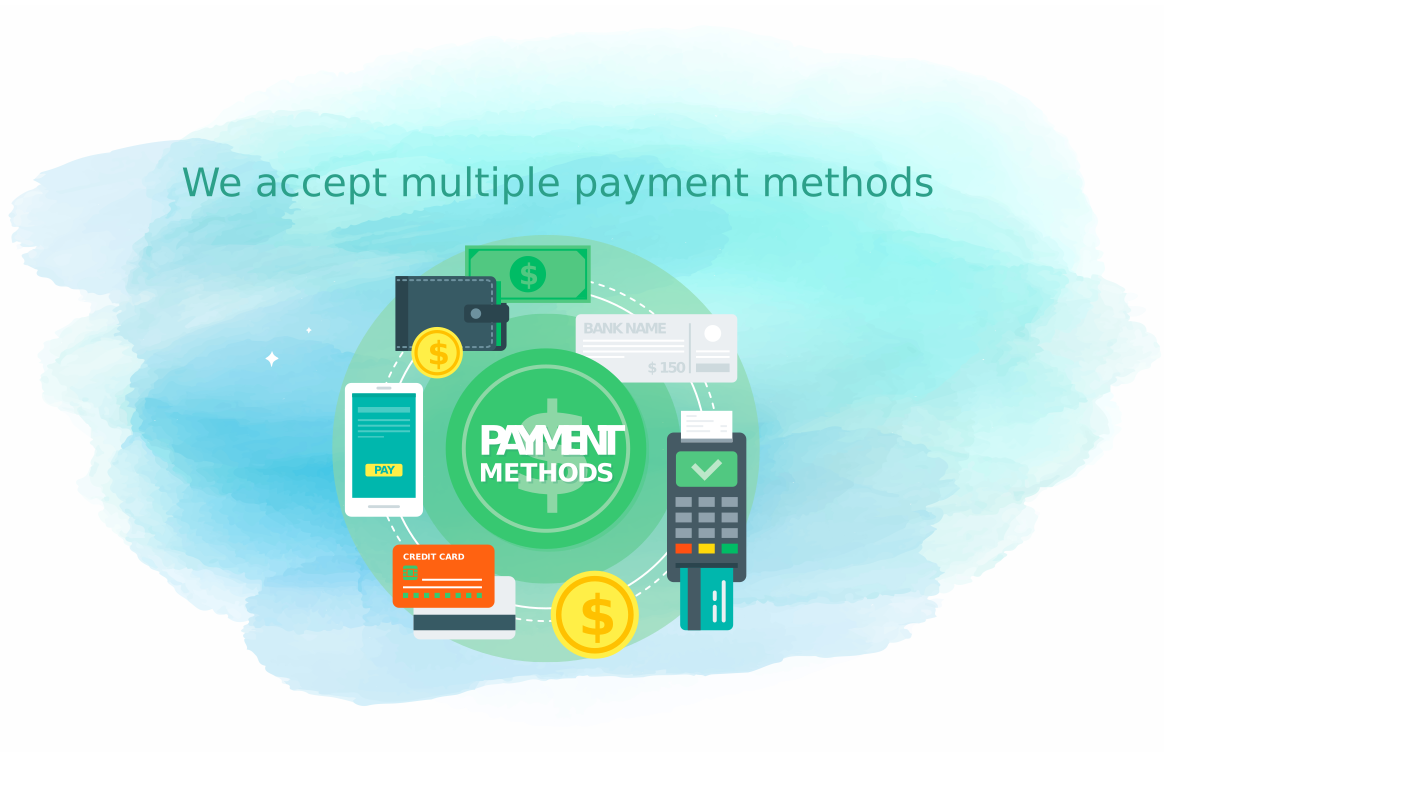 We accept multiple payment methods
$
BANK NAME
$
$ 150
PAYMENT
METHODS
$
PAY
CREDIT CARD
$